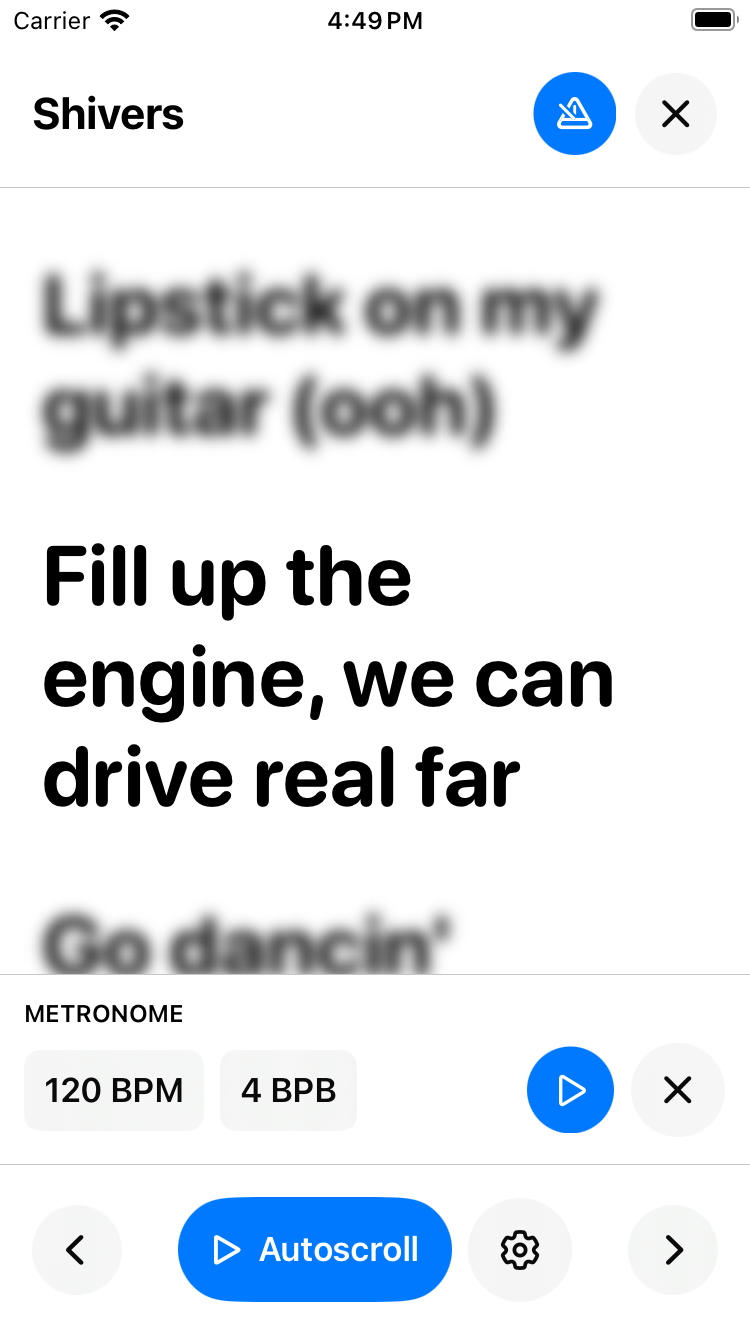 Carrier
4:49 PM
Shivers
Lipstick on my
guitar (ooh)
Fill up the
engine, we can
drive real far
Go dancin'
METRONOME
120 BPM
4 BPB
Autoscroll